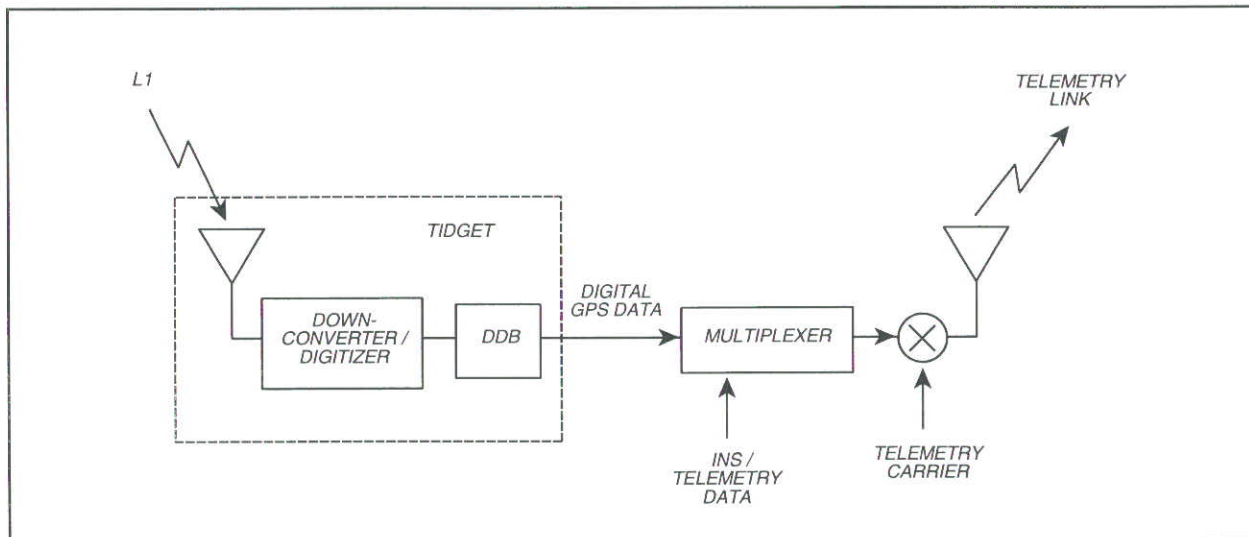 L1
TELEMETRY
LINK
TIDGET
DOWN-
CONVERTER /
DIGITIZER
DDB
DIGITAL
GPS DATA
MULTIPLEXER
INS /
TELEMETRY
DATA
TELEMETRY
CARRIER